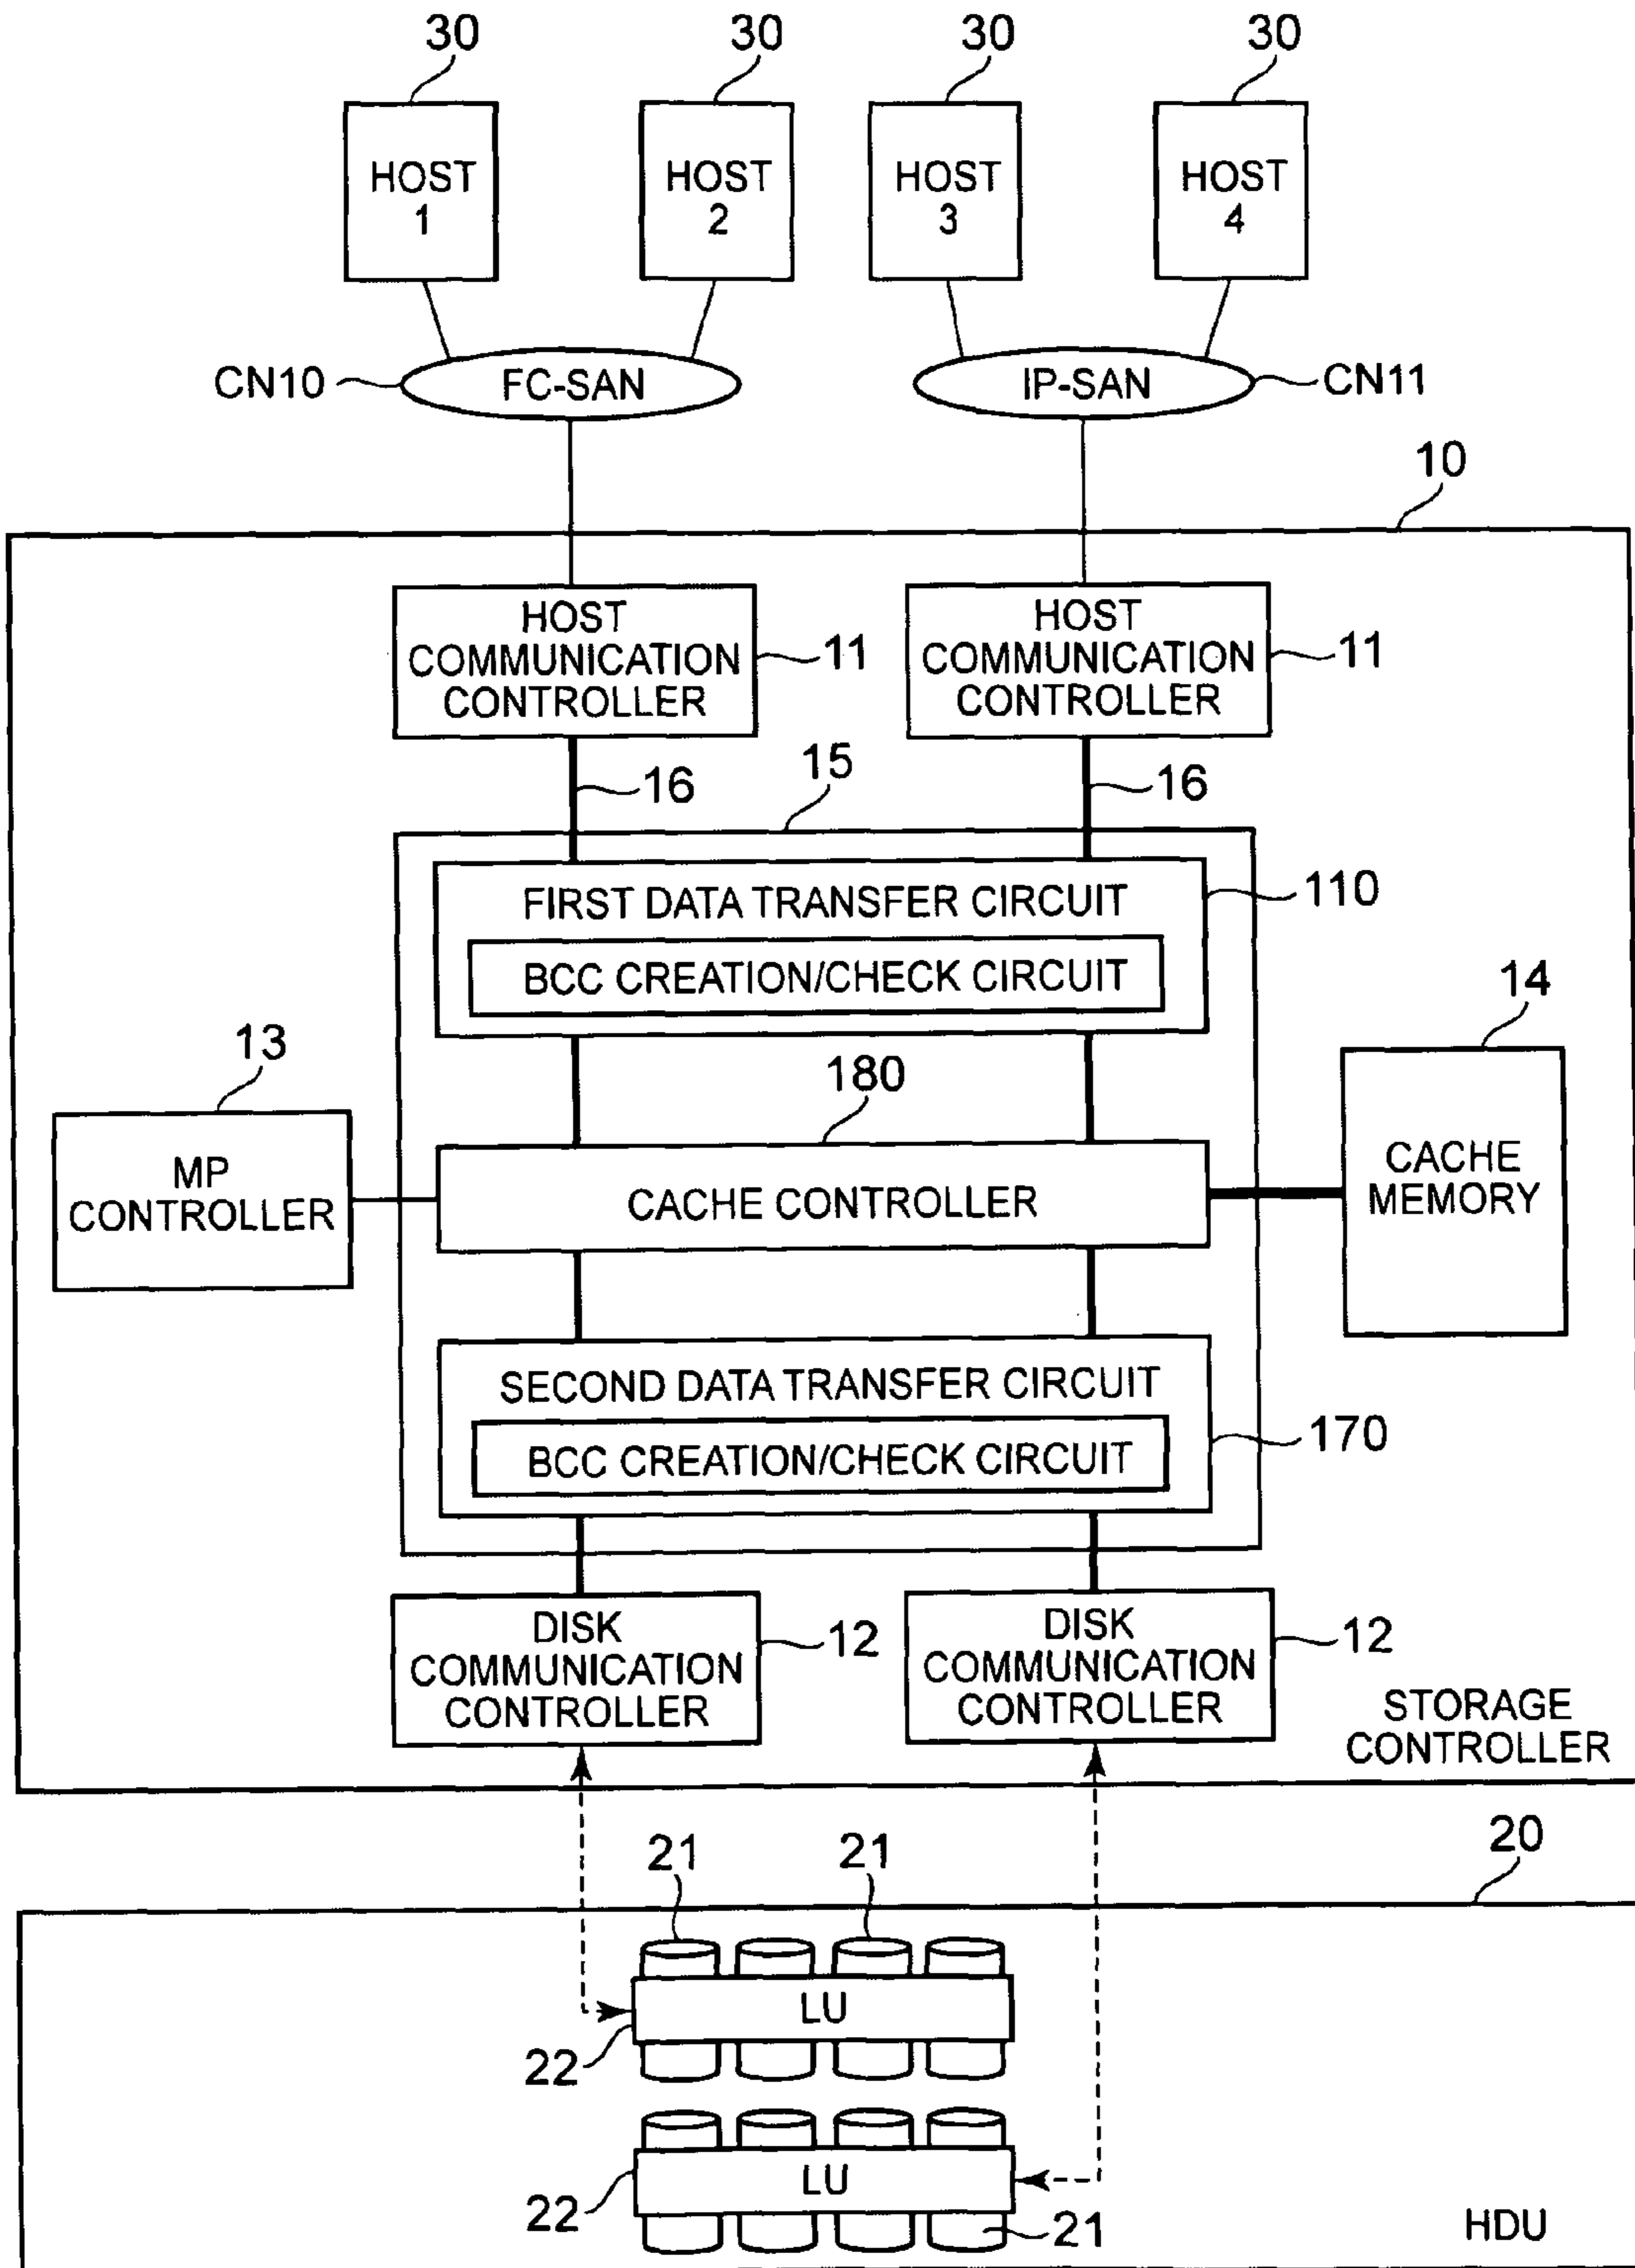 30 30 30 30
HOST
1
HOST
2
HOST
3
HOST
4
CN10 FC-SAN IP-SAN CN11
10
HOST
COMMUNICATION
CONTROLLER
11
HOST
COMMUNICATION
CONTROLLER
11
16 15 16
FIRST DATA TRANSFER CIRCUIT
110
BCC CREATION/CHECK CIRCUIT
14
13
180
MP
CONTROLLER
CACHE CONTROLLER
CACHE
MEMORY
SECOND DATA TRANSFER CIRCUIT
BCC CREATION/CHECK CIRCUIT
170
DISK
COMMUNICATION
CONTROLLER
12
DISK
COMMUNICATION
CONTROLLER
12
STORAGE
CONTROLLER
20
21 21
LU
22
LU
22
21
HDU